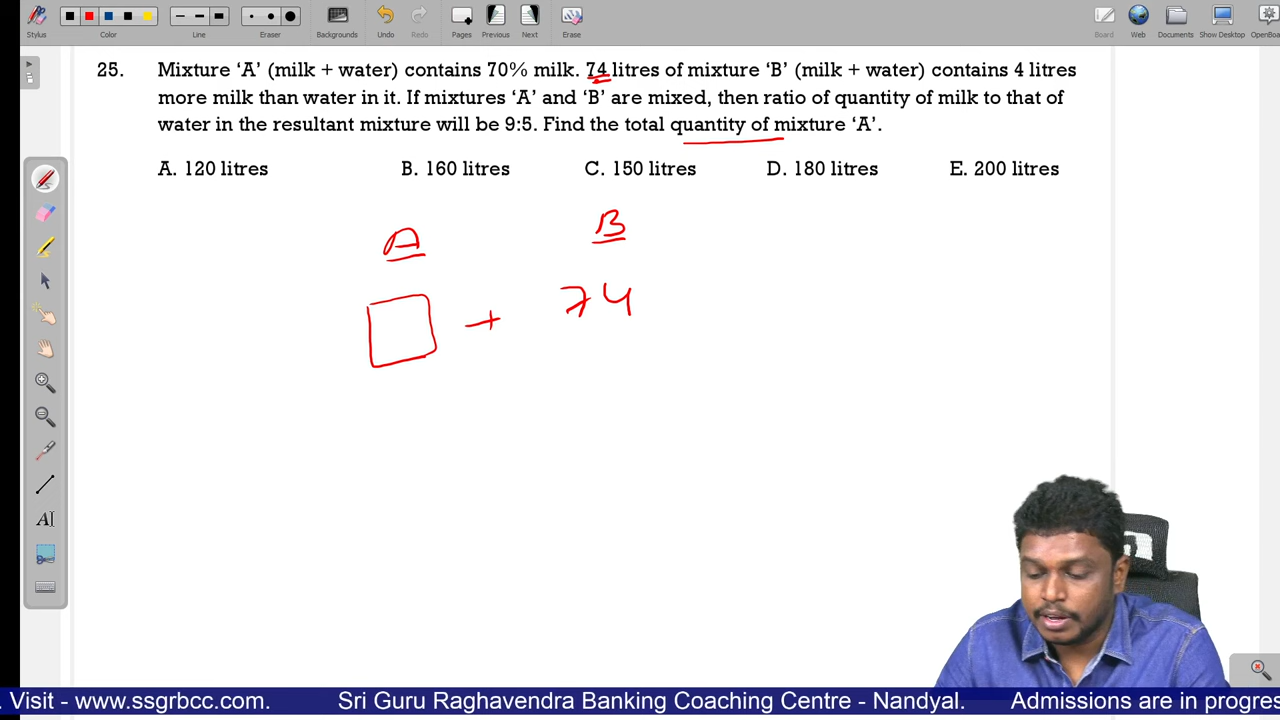 Stylus Color Line Eraser Backgrounds Undo Redo Pages Previous Next Erase Board Web Documents Show Desktop OpenBoa
25. Mixture ‘A’ (milk + water) contains 70% milk. 74 litres of mixture ‘B’ (milk + water) contains 4 litres
more milk than water in it. If mixtures ‘A’ and ‘B’ are mixed, then ratio of quantity of milk to that of
water in the resultant mixture will be 9:5. Find the total quantity of mixture ‘A’.
A. 120 litres B. 160 litres C. 150 litres D. 180 litres E. 200 litres
A B
+ 74
. Visit - www.ssgrbcc.com. Sri Guru Raghavendra Banking Coaching Centre - Nandyal. Admissions are in progres